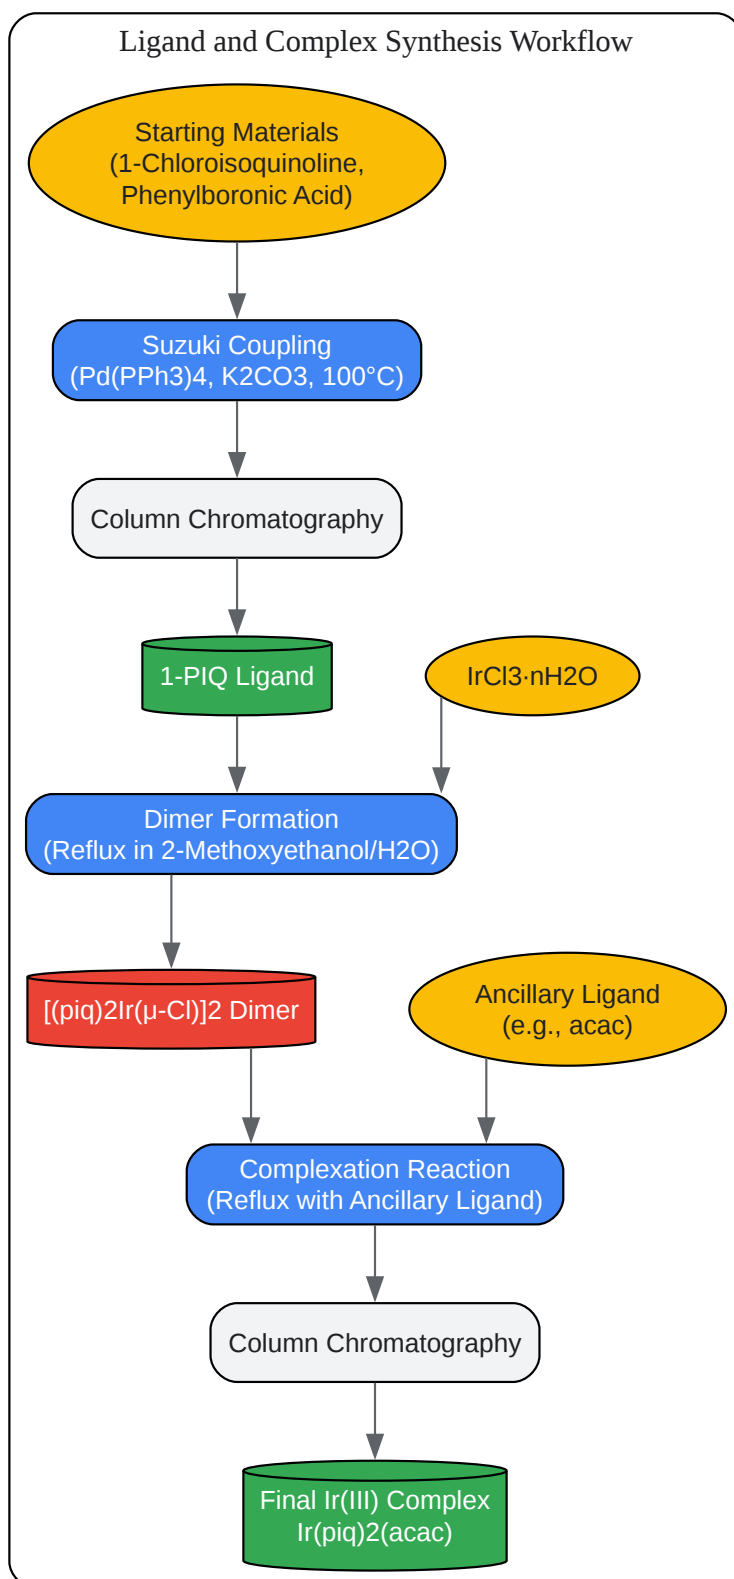 Ligand and Complex Synthesis Workflow
Starting Materials
(1-Chloroisoquinoline,
Phenylboronic Acid)
Suzuki Coupling
(Pd(PPh3)4, K2CO3, 100°C)
Column Chromatography
1-PIQ Ligand
IrCl3·nH2O
Dimer Formation
(Reflux in 2-Methoxyethanol/H2O)
[(piq)2Ir(μ-Cl)]2 Dimer
Ancillary Ligand
(e.g., acac)
Complexation Reaction
(Reflux with Ancillary Ligand)
Column Chromatography
Final Ir(III) Complex
Ir(piq)2(acac)